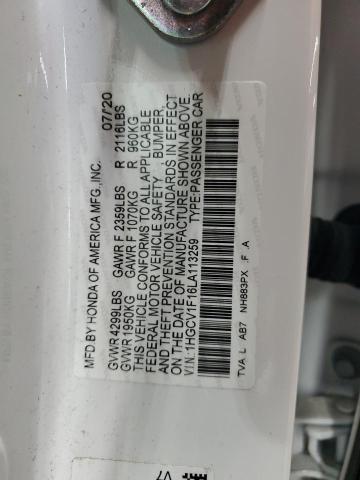 MFD BY HONDA OF AMERICA MFG.,INC. 07/20
GVWR 4299LBS GAWR F 2359LBS R 2116LBS
GVWR 1950KG GAWR F 1070KG R 960KG
THIS VEHICLE CONFORMS TO ALL APPLICABLE
FEDERAL MOTOR VEHICLE SAFETY BUMPER,
AND THEFT PREVENTION STANDARDS IN EFFECT
ON THE DATE OF MANUFACTURE SHOWN ABOVE.
V.I.N:1HGCV1F16LA113259 TYPE:PASSENGER CAR
TVA L AB7 NH883PX F A